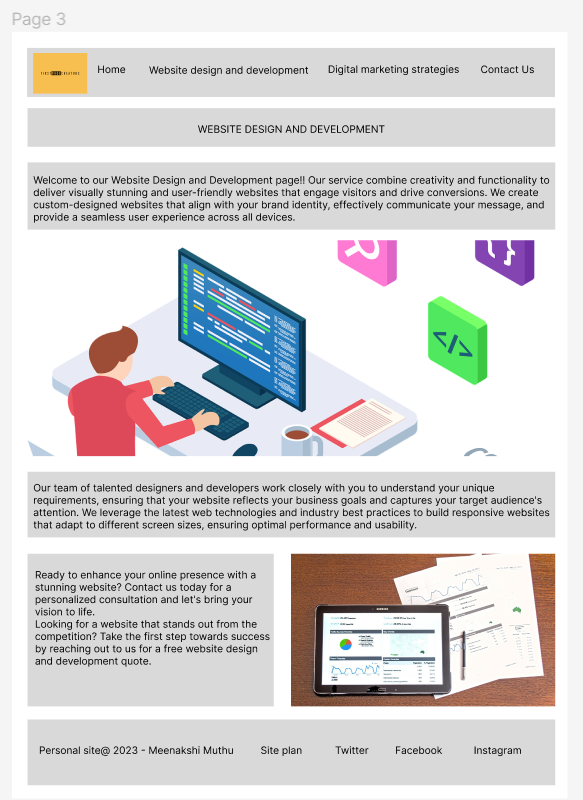 Page 3
Home Website design and development Digital marketing strategies Contact Us
WEBSITE DESIGN AND DEVELOPMENT
Welcome to our Website Design and Development page!! Our service combine creativity and functionality to
deliver visually stunning and user-friendly websites that engage visitors and drive conversions. We create
custom-designed websites that align with your brand identity, effectively communicate your message, and
provide a seamless user experience across all devices.
</>
Our team of talented designers and developers work closely with you to understand your unique
requirements, ensuring that your website reflects your business goals and captures your target audience's
attention. We leverage the latest web technologies and industry best practices to build responsive websites
that adapt to different screen sizes, ensuring optimal performance and usability.
Ready to enhance your online presence with a
stunning website? Contact us today for a
personalized consultation and let's bring your
vision to life.
Looking for a website that stands out from the
competition? Take the first step towards success
by reaching out to us for a free website design
and development quote.
SAMSUNG
Personal site@ 2023 - Meenakshi Muthu Site plan Twitter Facebook Instagram